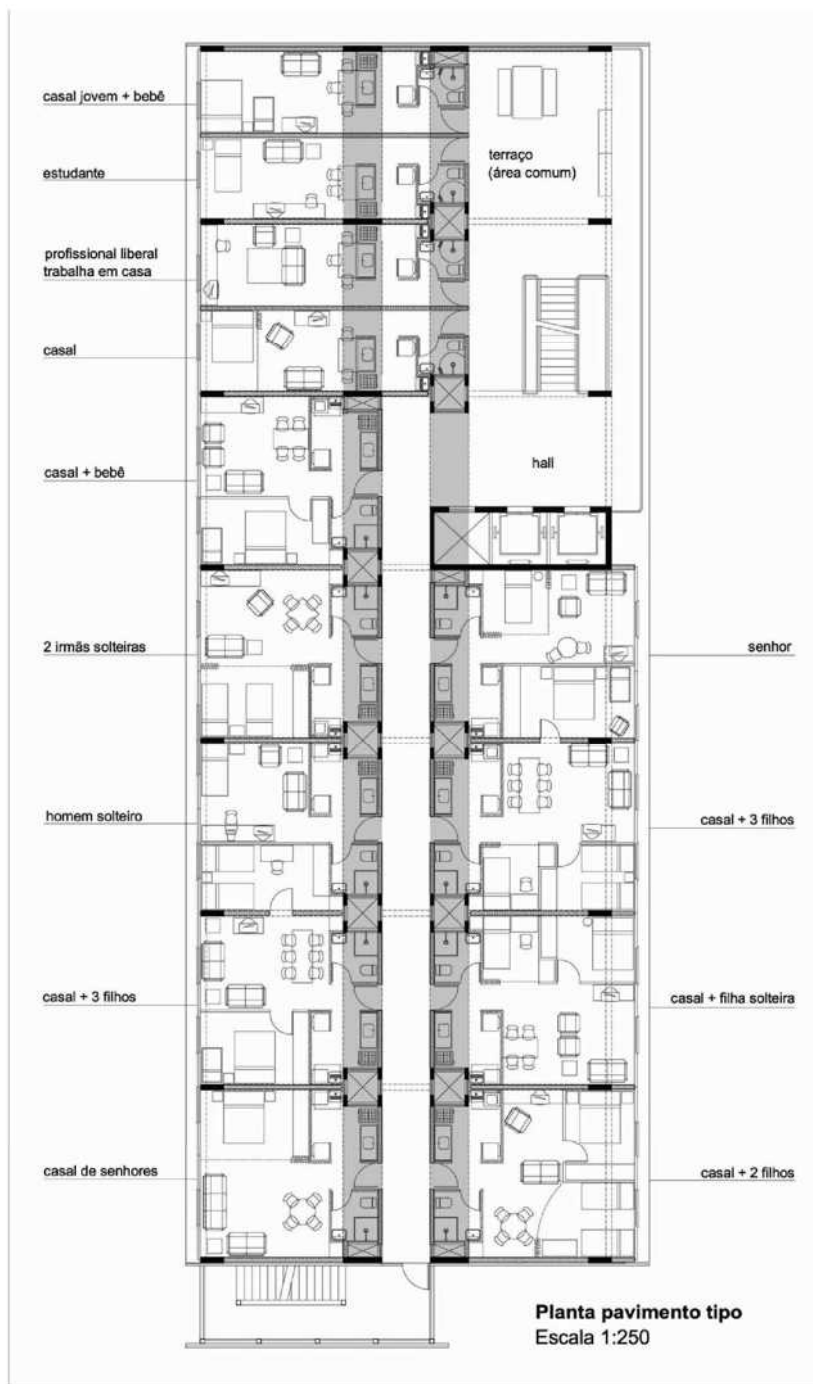 casal jovem + bebê
estudante
terraço
(área comum)
profissional liberal
trabalha em casa
casal
casal + bebê
hall
2 irmãs solteiras
senhor
homem solteiro
casal + 3 filhos
casal + 3 filhos
casal + filha solteira
casal de senhores
casal + 2 filhos
Planta pavimento tipo
Escala 1:250